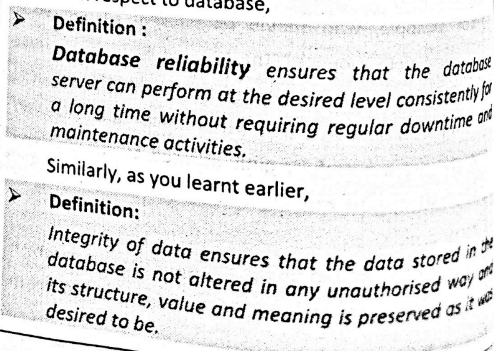 respect to database,
➢ Definition :
Database reliability ensures that the database
server can perform at the desired level consistently for
a long time without requiring regular downtime and
maintenance activities.
Similarly, as you learnt earlier,
➢ Definition:
Integrity of data ensures that the data stored in the
database is not altered in any unauthorised way and
its structure, value and meaning is preserved as it was
desired to be.